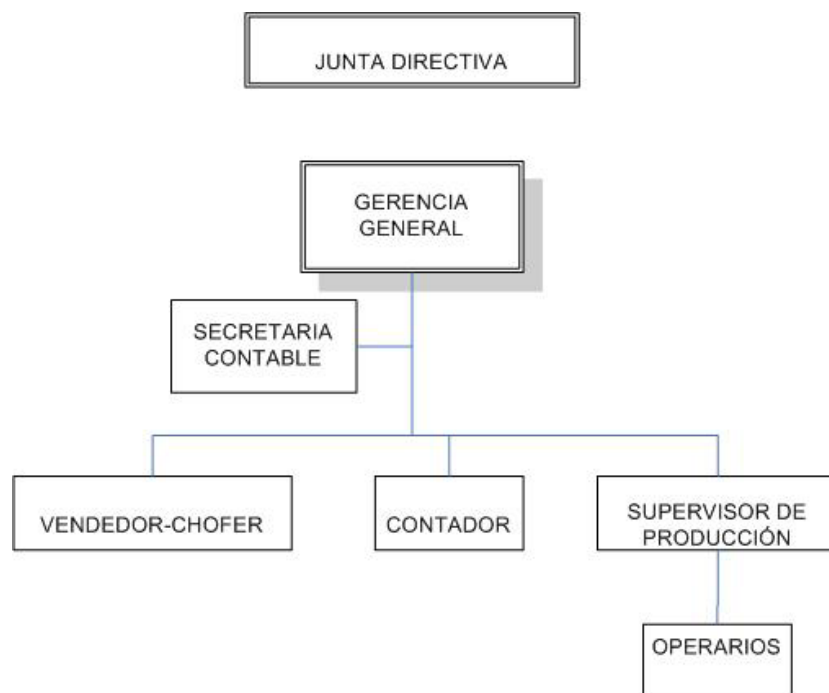 JUNTA DIRECTIVA
GERENCIA
GENERAL
SECRETARIA
CONTABLE
VENDEDOR-CHOFER
CONTADOR
SUPERVISOR DE
PRODUCCIÓN
OPERARIOS